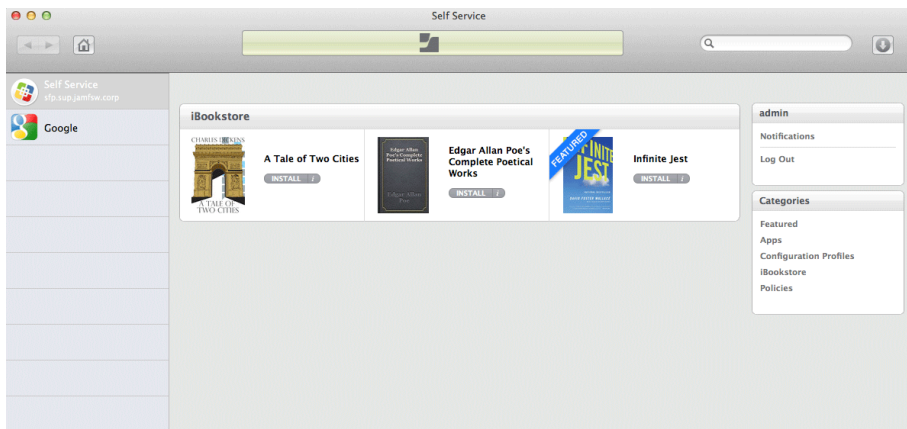 Self Service
Self Service
sfp.sup.jamfsw.corp
Google
iBookstore
CHARLES DICKENS
A TALE OF
TWO CITIES
A Tale of Two Cities
INSTALL i
Edgar Allan
Poe's Complete
Poetical Works
Edgar Allan
Poe
Edgar Allan Poe's
Complete Poetical
Works
INSTALL i
FEATURED
INFINITE
JEST
DAVID FOSTER WALLACE
Infinite Jest
INSTALL i
admin
Notifications
Log Out
Categories
Featured
Apps
Configuration Profiles
iBookstore
Policies